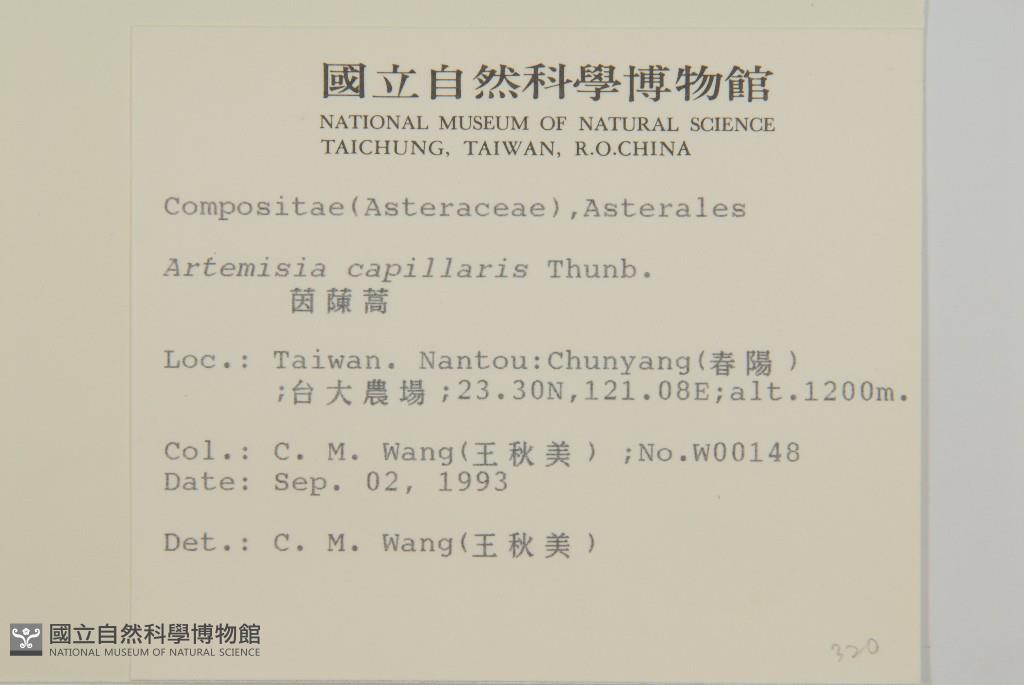 國立自然科學博物館
NATIONAL MUSEUM OF NATURAL SCIENCE
TAICHUNG, TAIWAN, R.O.CHINA
Compositae(Asteraceae),Asterales
Artemisia capillaris Thunb.
茵蔯蒿
Loc.: Taiwan. Nantou:Chunyang(春陽)
;台大農場;23.30N,121.08E;alt.1200m.
Col.: C. M. Wang(王秋美) ;No.W00148
Date: Sep. 02, 1993
Det.: C. M. Wang(王秋美)
320
國立自然科學博物館
NATIONAL MUSEUM OF NATURAL SCIENCE